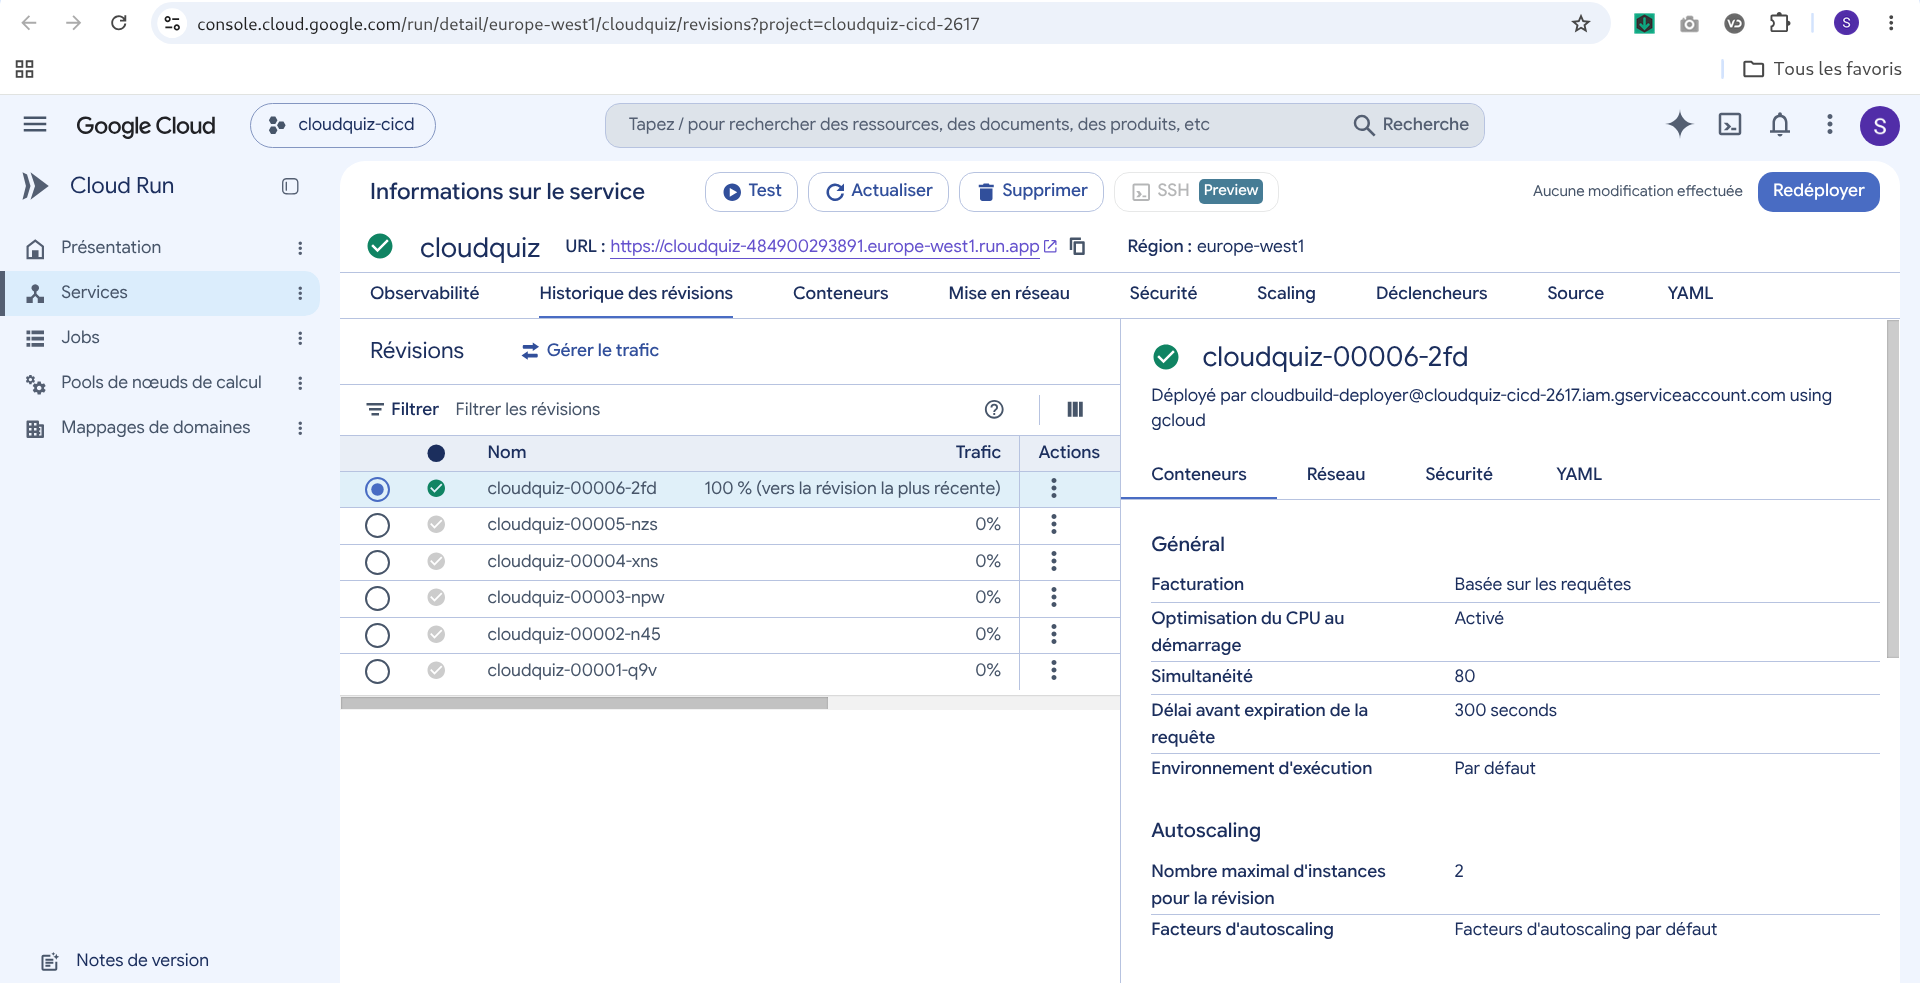 console.cloud.google.com/run/detail/europe-west1/cloudquiz/revisions?project=cloudquiz-cicd-2617
S
Tous les favoris
Google Cloud
cloudquiz-cicd
Tapez / pour rechercher des ressources, des documents, des produits, etc
Recherche
S
Cloud Run
Présentation
Services
Jobs
Pools de nœuds de calcul
Mappages de domaines
Notes de version
Informations sur le service
Test
Actualiser
Supprimer
SSH Preview
Aucune modification effectuée
Redéployer
cloudquiz
URL : https://cloudquiz-484900293891.europe-west1.run.app
Région : europe-west1
Observabilité
Historique des révisions
Conteneurs
Mise en réseau
Sécurité
Scaling
Déclencheurs
Source
YAML
Révisions
Gérer le trafic
Filtrer Filtrer les révisions
Nom Trafic Actions
cloudquiz-00006-2fd 100 % (vers la révision la plus récente)
cloudquiz-00005-nzs 0%
cloudquiz-00004-xns 0%
cloudquiz-00003-npw 0%
cloudquiz-00002-n45 0%
cloudquiz-00001-q9v 0%
cloudquiz-00006-2fd
Déployé par cloudbuild-deployer@cloudquiz-cicd-2617.iam.gserviceaccount.com using
gcloud
Conteneurs
Réseau
Sécurité
YAML
Général
Facturation Basée sur les requêtes
Optimisation du CPU au Activé
démarrage
Simultanéité 80
Délai avant expiration de la 300 seconds
requête
Environnement d'exécution Par défaut
Autoscaling
Nombre maximal d'instances 2
pour la révision
Facteurs d'autoscaling Facteurs d'autoscaling par défaut